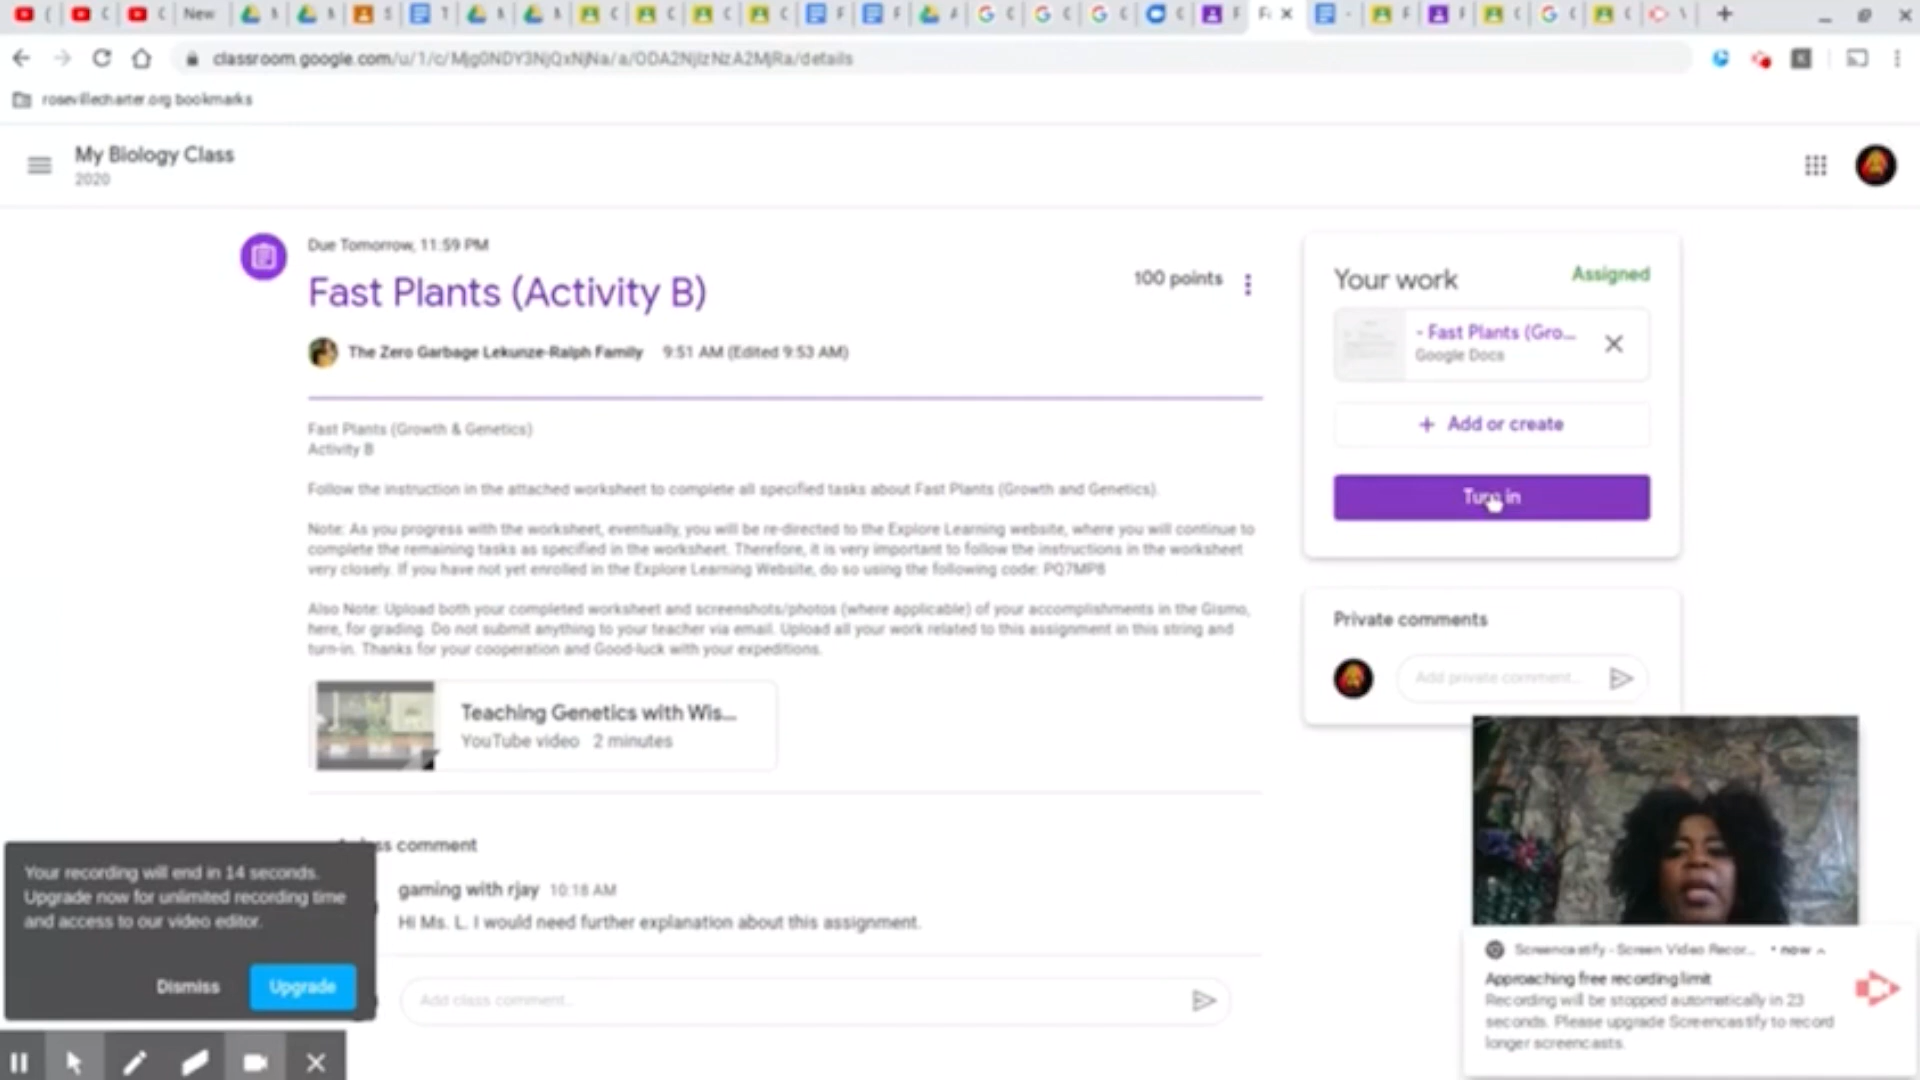 New
classroom.google.com/u/1/c/Mjg0NDY3NjQxNjNa/a/ODA2NjIzNzA2MjRa/details
rosevillecharter.org bookmarks
My Biology Class
2020
Due Tomorrow, 11:59 PM
Fast Plants (Activity B)
100 points
The Zero Garbage Lekunze-Ralph Family 9:51 AM (Edited 9:53 AM)
Fast Plants (Growth & Genetics)
Activity B
Follow the instruction in the attached worksheet to complete all specified tasks about Fast Plants (Growth and Genetics).
Note: As you progress with the worksheet, eventually, you will be re-directed to the Explore Learning website, where you will continue to
complete the remaining tasks as specified in the worksheet. Therefore, it is very important to follow the instructions in the worksheet
very closely. If you have not yet enrolled in the Explore Learning Website, do so using the following code: PQ7MP8
Also Note: Upload both your completed worksheet and screenshots/photos (where applicable) of your accomplishments in the Gismo,
here, for grading. Do not submit anything to your teacher via email. Upload all your work related to this assignment in this string and
turn-in. Thanks for your cooperation and Good-luck with your expeditions.
Teaching Genetics with Wis...
YouTube video 2 minutes
class comment
gaming with rjay 10:18 AM
Hi Ms. L. I would need further explanation about this assignment.
Add class comment...
Your work
Assigned
- Fast Plants (Gro...
Google Docs
+ Add or create
Turn in
Private comments
Add private comment...
Your recording will end in 14 seconds.
Upgrade now for unlimited recording time
and access to our video editor.
Dismiss
Upgrade
Screencastify - Screen Video Recor... • now
Approaching free recording limit
Recording will be stopped automatically in 23
seconds. Please upgrade Screencastify to record
longer screencasts.